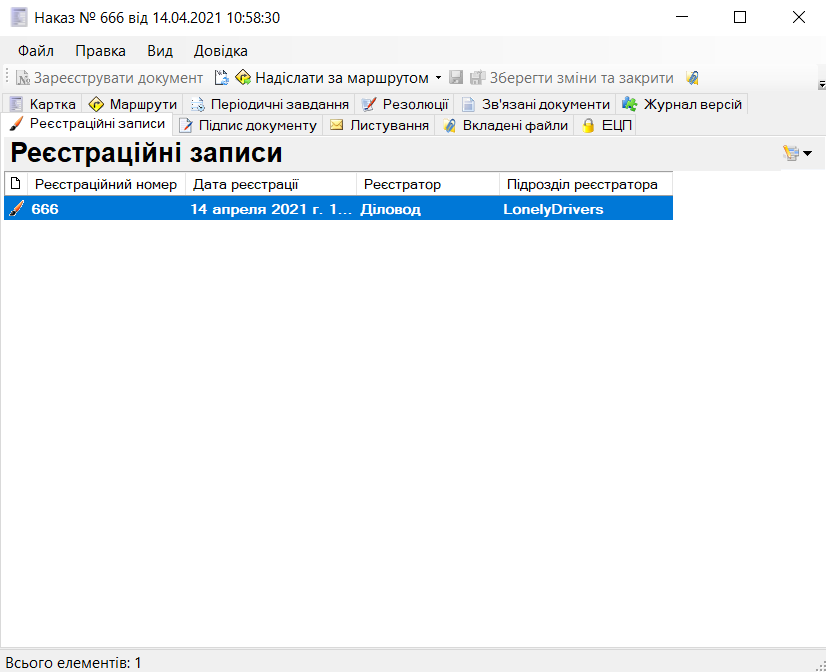 Наказ № 666 від 14.04.2021 10:58:30
Файл Правка Вид Довідка
Зареєструвати документ Надіслати за маршрутом Зберегти зміни та закрити
Картка Маршрути Періодичні завдання Резолюції Зв'язані документи Журнал версій
Реєстраційні записи Підпис документу Листування Вкладені файли ЕЦП
Реєстраційні записи
Реєстраційний номер Дата реєстрації Реєстратор Підрозділ реєстратора
666 14 апреля 2021 г. 1... Діловод LonelyDrivers
Всього елементів: 1